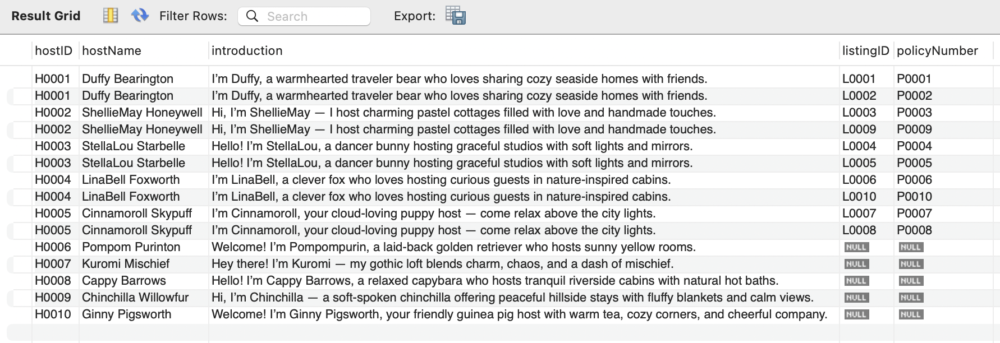 Result Grid Filter Rows: Search Export:
hostID hostName introduction listingID policyNumber
H0001 Duffy Bearington I’m Duffy, a warmhearted traveler bear who loves sharing cozy seaside homes with friends. L0001 P0001
H0001 Duffy Bearington I’m Duffy, a warmhearted traveler bear who loves sharing cozy seaside homes with friends. L0002 P0002
H0002 ShellieMay Honeywell Hi, I’m ShellieMay — I host charming pastel cottages filled with love and handmade touches. L0003 P0003
H0002 ShellieMay Honeywell Hi, I’m ShellieMay — I host charming pastel cottages filled with love and handmade touches. L0009 P0009
H0003 StellaLou Starbelle Hello! I’m StellaLou, a dancer bunny hosting graceful studios with soft lights and mirrors. L0004 P0004
H0003 StellaLou Starbelle Hello! I’m StellaLou, a dancer bunny hosting graceful studios with soft lights and mirrors. L0005 P0005
H0004 LinaBell Foxworth I’m LinaBell, a clever fox who loves hosting curious guests in nature-inspired cabins. L0006 P0006
H0004 LinaBell Foxworth I’m LinaBell, a clever fox who loves hosting curious guests in nature-inspired cabins. L0010 P0010
H0005 Cinnamoroll Skypuff I’m Cinnamoroll, your cloud-loving puppy host — come relax above the city lights. L0007 P0007
H0005 Cinnamoroll Skypuff I’m Cinnamoroll, your cloud-loving puppy host — come relax above the city lights. L0008 P0008
H0006 Pompom Purinton Welcome! I’m Pompompurin, a laid-back golden retriever who hosts sunny yellow rooms. NULL NULL
H0007 Kuromi Mischief Hey there! I’m Kuromi — my gothic loft blends charm, chaos, and a dash of mischief. NULL NULL
H0008 Cappy Barrows Hello! I’m Cappy Barrows, a relaxed capybara who hosts tranquil riverside cabins with natural hot baths. NULL NULL
H0009 Chinchilla Willowfur Hi, I’m Chinchilla — a soft-spoken chinchilla offering peaceful hillside stays with fluffy blankets and calm views. NULL NULL
H0010 Ginny Pigsworth Welcome! I’m Ginny Pigsworth, your friendly guinea pig host with warm tea, cozy corners, and cheerful company. NULL NULL